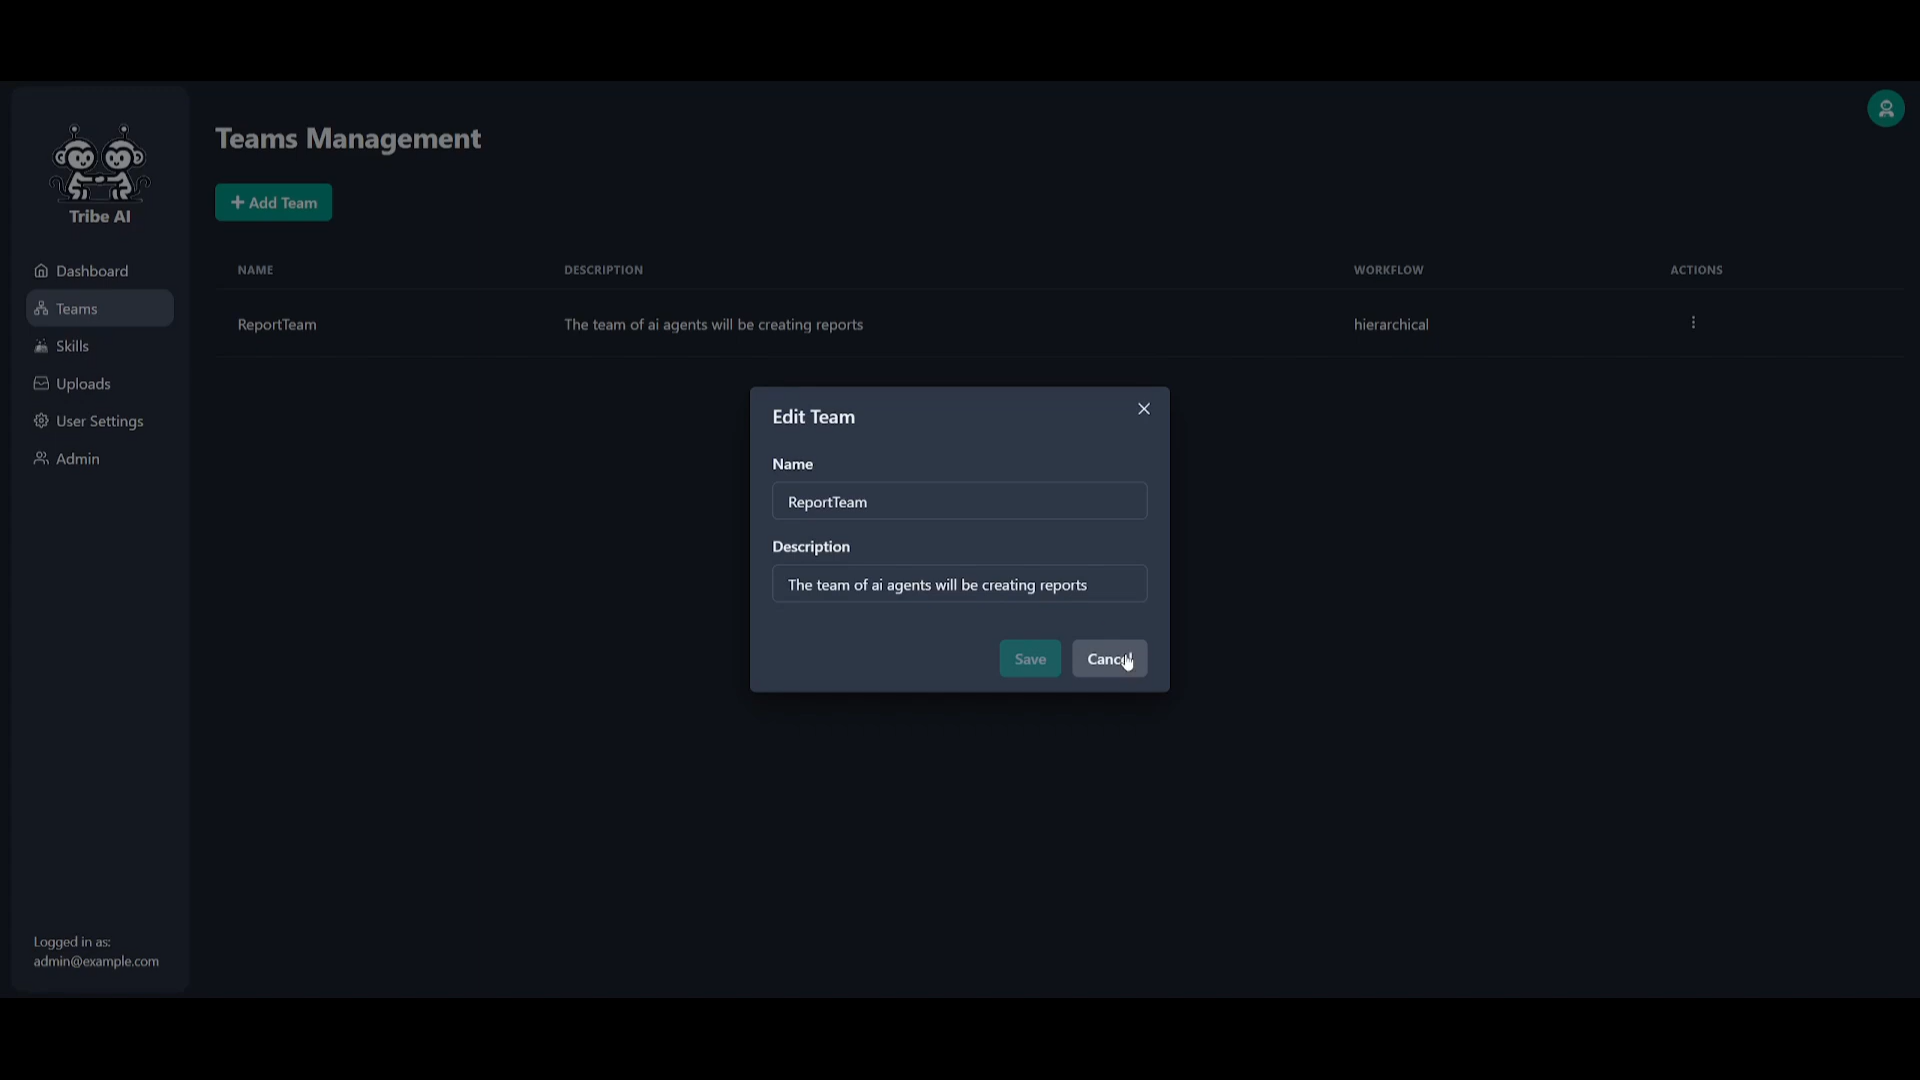 Tribe AI
Dashboard
Teams
Skills
Uploads
User Settings
Admin
Logged in as:
admin@example.com
Teams Management
+ Add Team
NAME DESCRIPTION WORKFLOW ACTIONS
ReportTeam The team of ai agents will be creating reports hierarchical
Edit Team
Name
ReportTeam
Description
The team of ai agents will be creating reports
Save Cancel